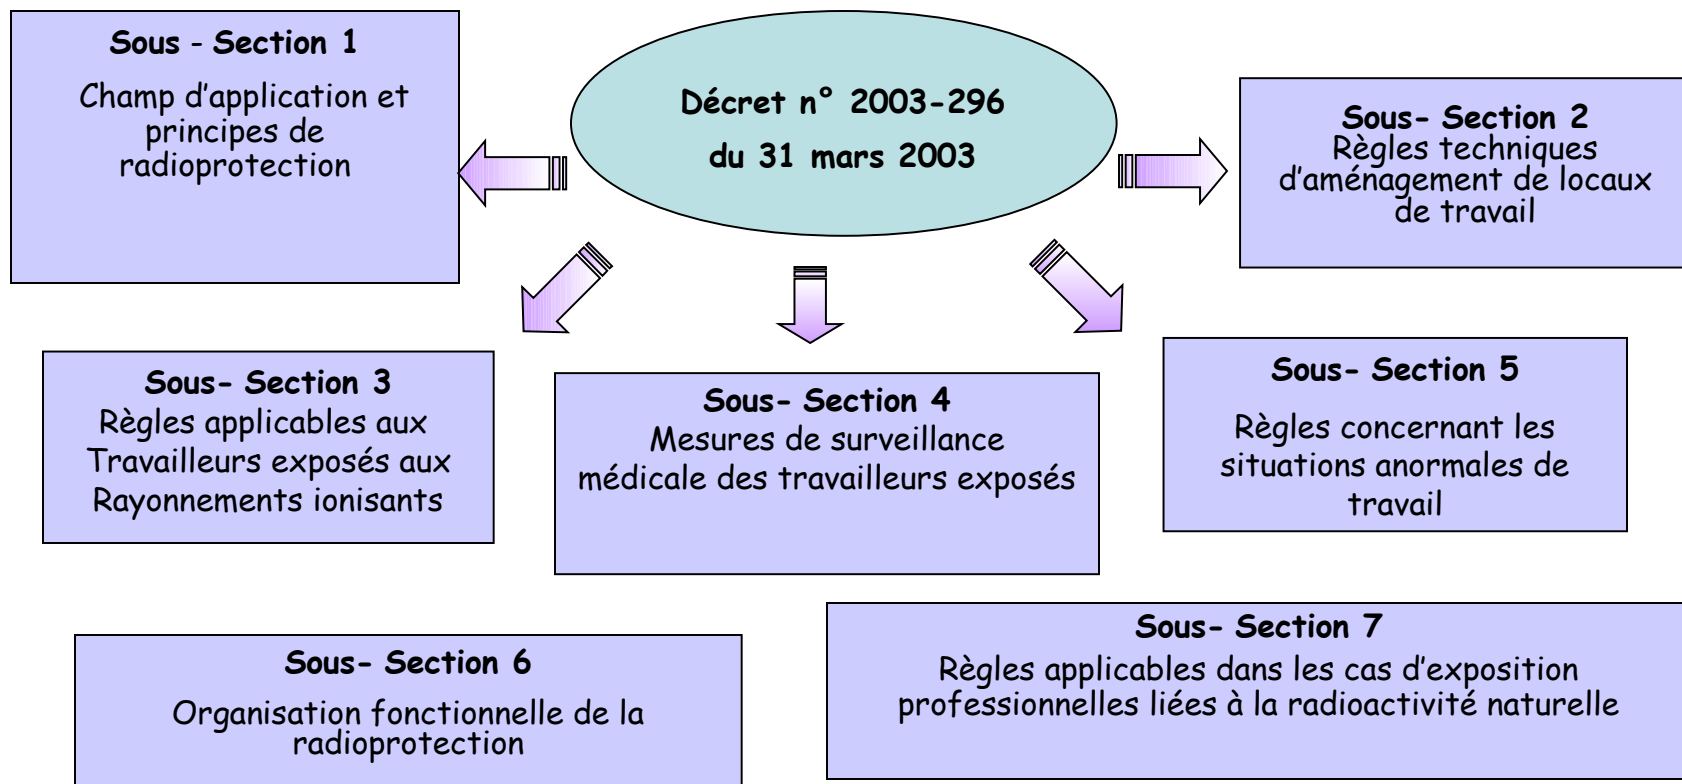 Sous - Section 1
Champ d'application et
principes de
radioprotection
Décret n° 2003-296
du 31 mars 2003
Sous- Section 2
Règles techniques
d'aménagement de locaux
de travail
Sous- Section 3
Règles applicables aux
Travailleurs exposés aux
Rayonnements ionisants
Sous- Section 4
Mesures de surveillance
médicale des travailleurs exposés
Sous- Section 5
Règles concernant les
situations anormales de
travail
Sous- Section 6
Organisation fonctionnelle de la
radioprotection
Sous- Section 7
Règles applicables dans les cas d'exposition
professionnelles liées à la radioactivité naturelle